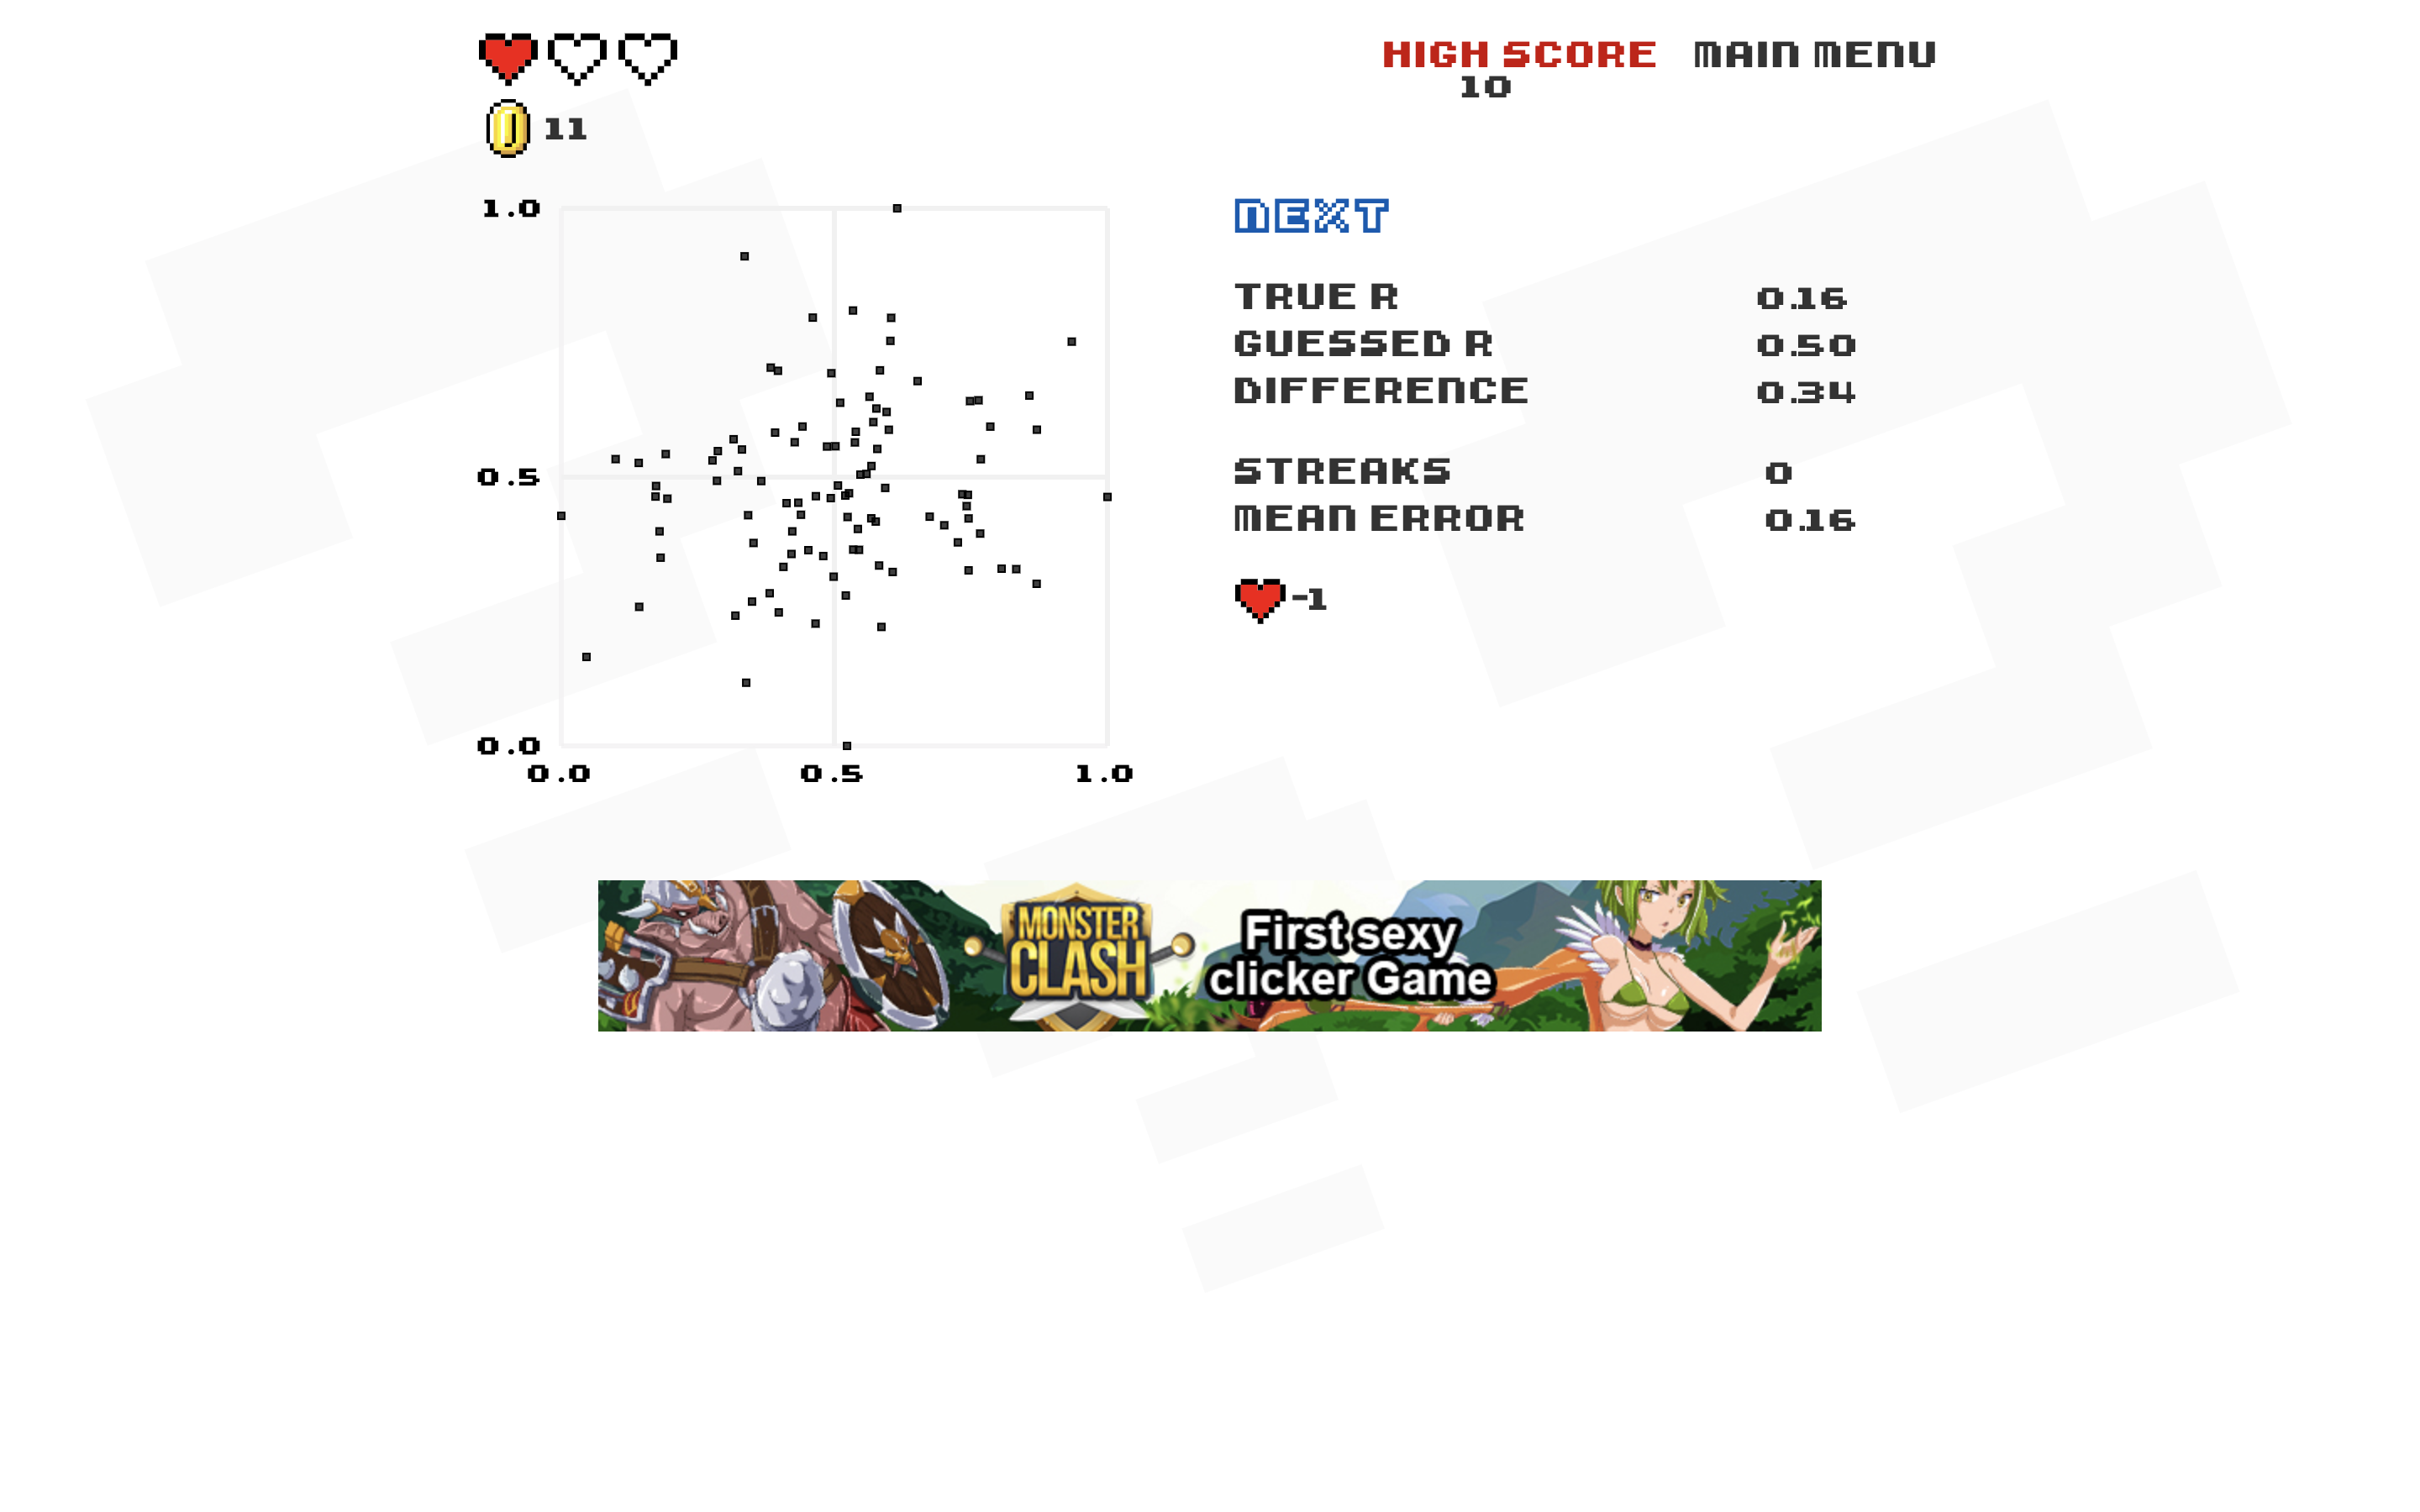 HIGH SCORE MAIN MENU
10
11
NEXT
1.0
0.5
0.0
0.0 0.5 1.0
TRUE R 0.16
GUESSED R 0.50
DIFFERENCE 0.34
STREAKS 0
MEAN ERROR 0.16
-1
MONSTER
CLASH
First sexy
clicker Game